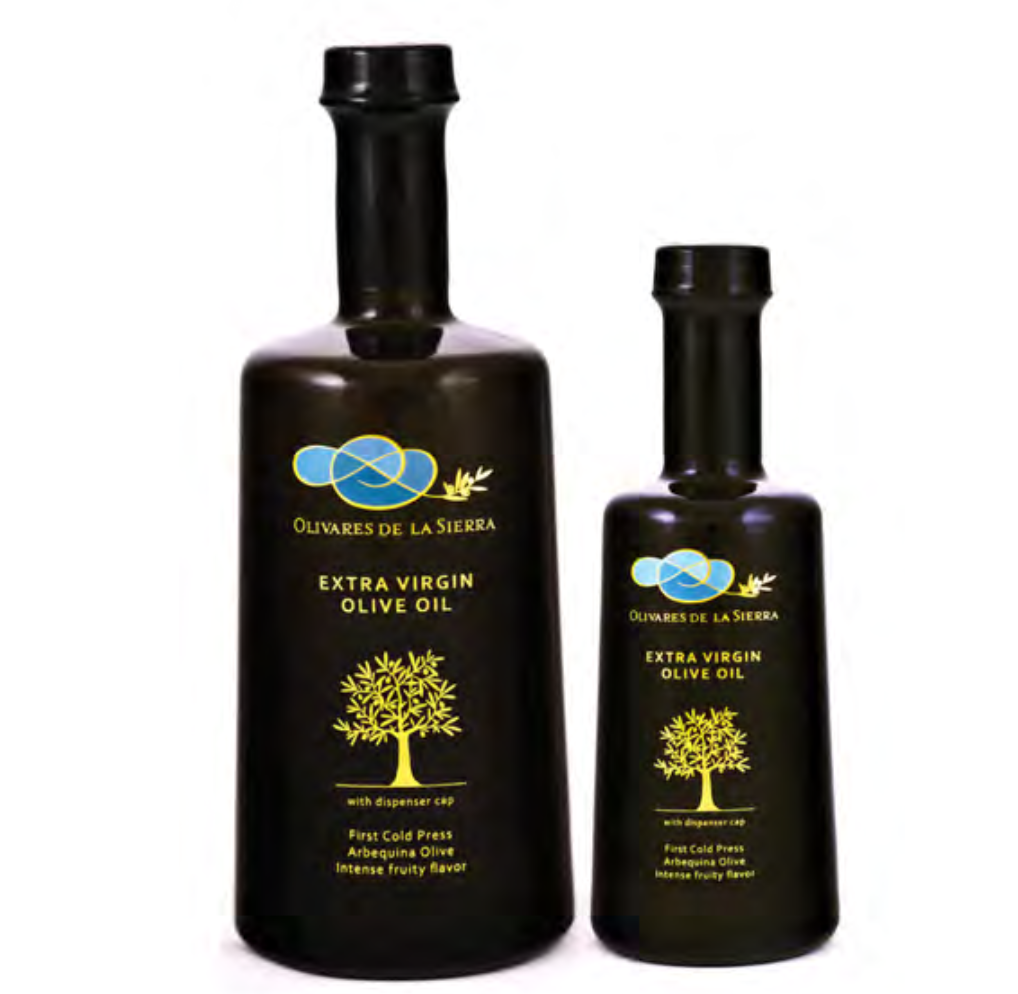 OLIVARES DE LA SIERRA
EXTRA VIRGIN
OLIVE OIL
with dispenser cap
First Cold Press
Arbequina Olive
Intense fruity flavor
OLIVARES DE LA SIERRA
EXTRA VIRGIN
OLIVE OIL
with dispenser cap
First Cold Press
Arbequina Olive
Intense fruity flavor